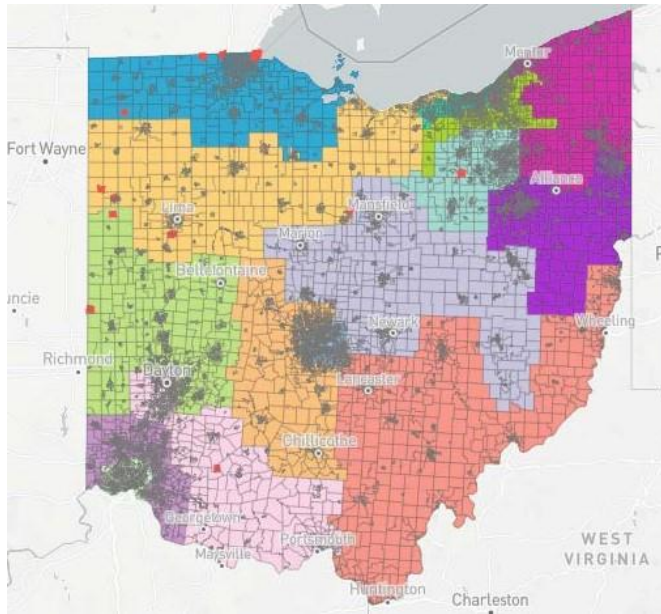 Mentor
Fort Wayne
Alliance
Lima
Mansfield
Marion
Bellefontaine
uncie
Newark
Wheeling
Richmond
Dayton
Lancaster
Chillicothe
Georgetown
Maysville
Portsmouth
WEST
VIRGINIA
Huntington
Charleston